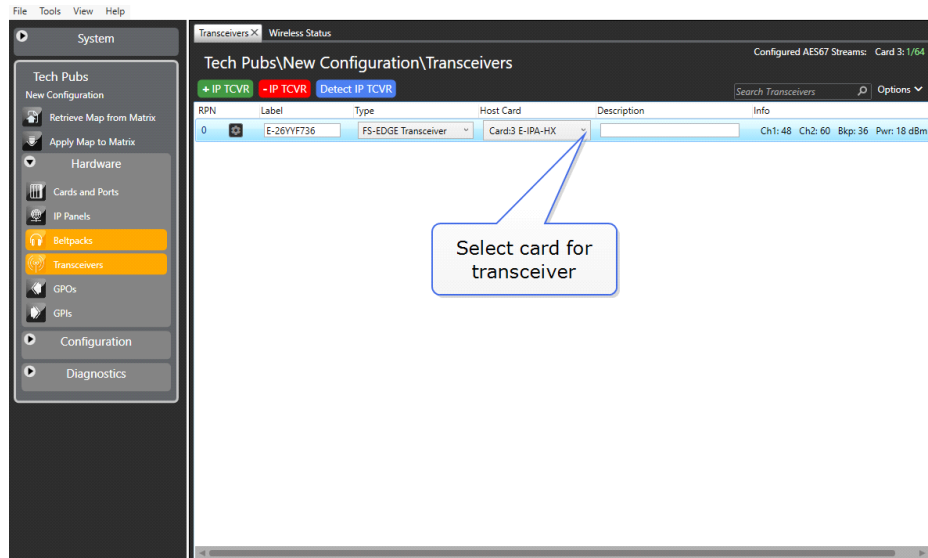 File Tools View Help
System
Tech Pubs
New Configuration
Retrieve Map from Matrix
Apply Map to Matrix
Hardware
Cards and Ports
IP Panels
Beltpacks
Transceivers
GPOs
GPIs
Configuration
Diagnostics
Transceivers X Wireless Status
Tech Pubs\New Configuration\Transceivers
Configured AES67 Streams: Card 3:1/64
+ IP TCVR - IP TCVR Detect IP TCVR
Search Transceivers Options
RPN Label Type Host Card Description Info
0 E-26YYF736 FS-EDGE Transceiver Card:3 E-IPA-HX Ch1: 48 Ch2: 60 Bkp: 36 Pwr: 18 dBm
Select card for
transceiver